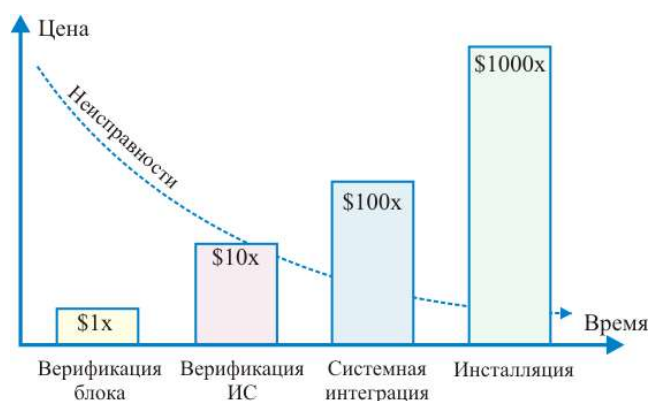 Цена
$1000x
Неисправности
$100x
$10x
$1x
Время
Верификация
блока
Верификация
ИС
Системная
интеграция
Инсталляция